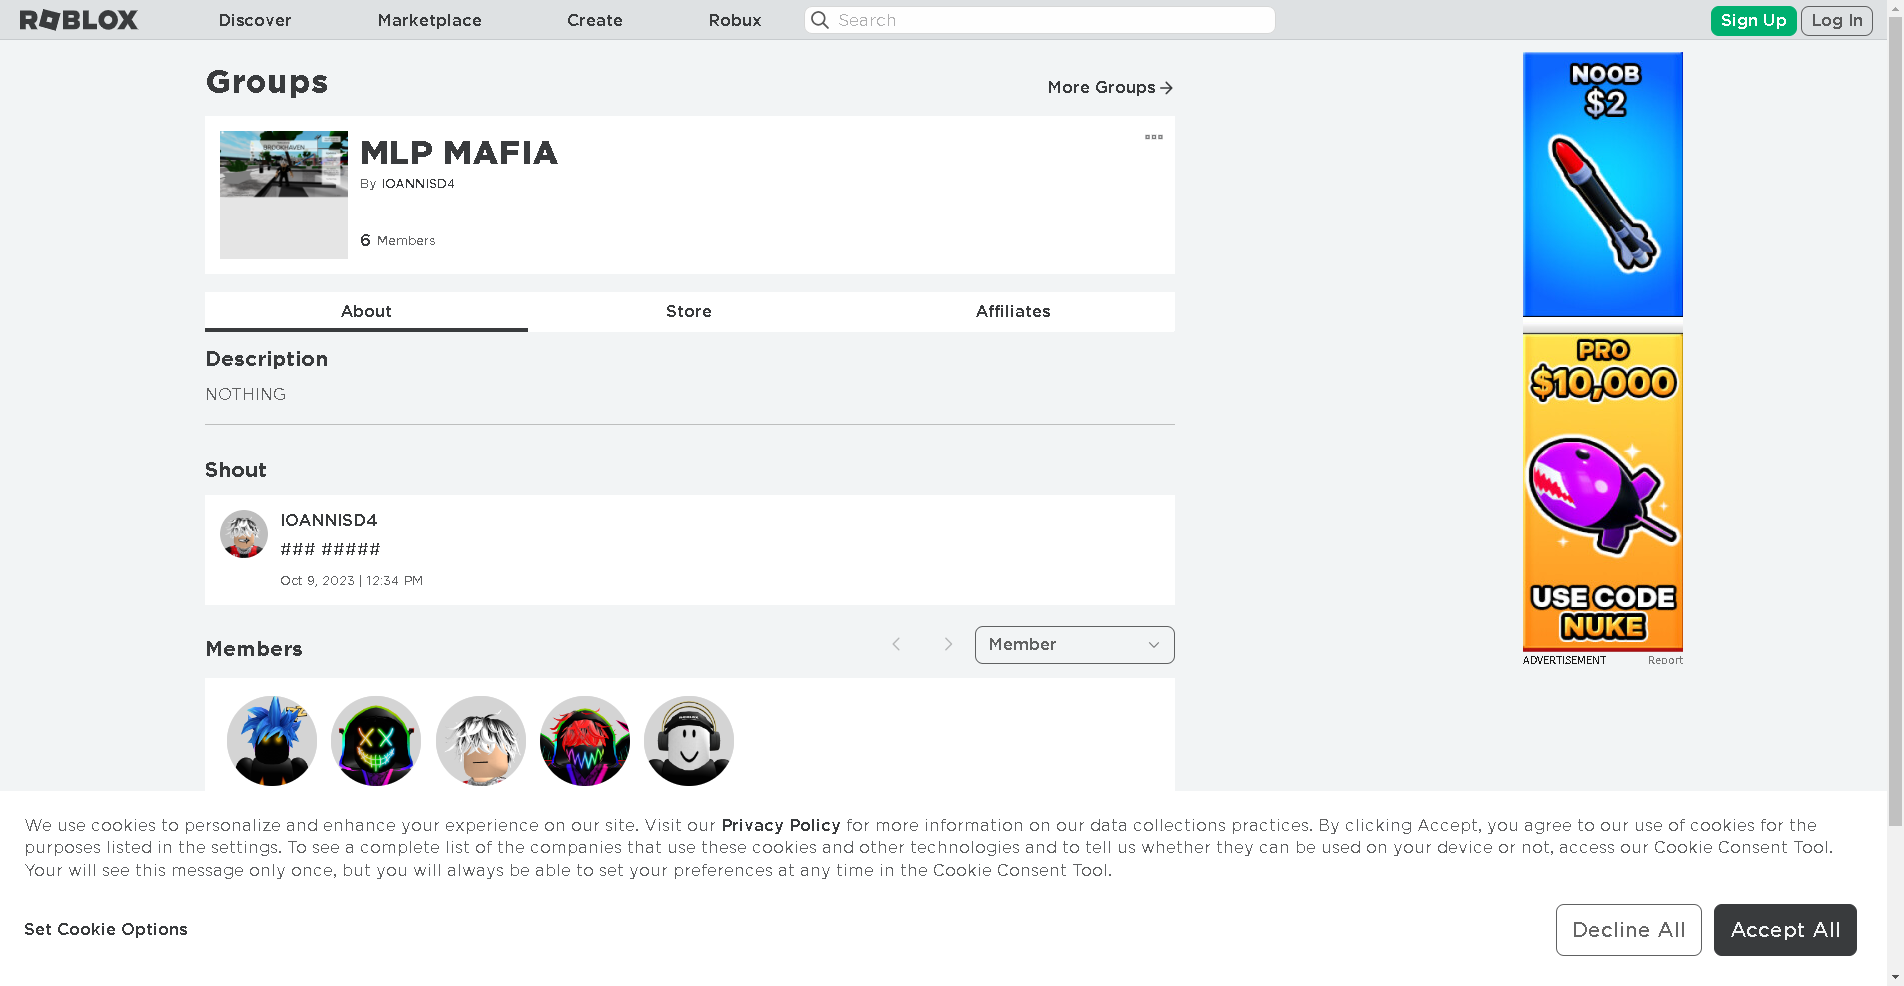 ROBLOX
Discover
Marketplace
Create
Robux
Search
Sign Up
Log In
Groups
More Groups
BROOKHAVEN
MLP MAFIA
By IOANNISD4
6 Members
About
Store
Affiliates
Description
NOTHING
Shout
IOANNISD4
### #####
Oct 9, 2023 | 12:34 PM
Members
Member
NOOB
$2
PRO
$10,000
USE CODE
NUKE
ADVERTISEMENT
Report
We use cookies to personalize and enhance your experience on our site. Visit our Privacy Policy for more information on our data collections practices. By clicking Accept, you agree to our use of cookies for the
purposes listed in the settings. To see a complete list of the companies that use these cookies and other technologies and to tell us whether they can be used on your device or not, access our Cookie Consent Tool.
Your will see this message only once, but you will always be able to set your preferences at any time in the Cookie Consent Tool.
Set Cookie Options
Decline All
Accept All